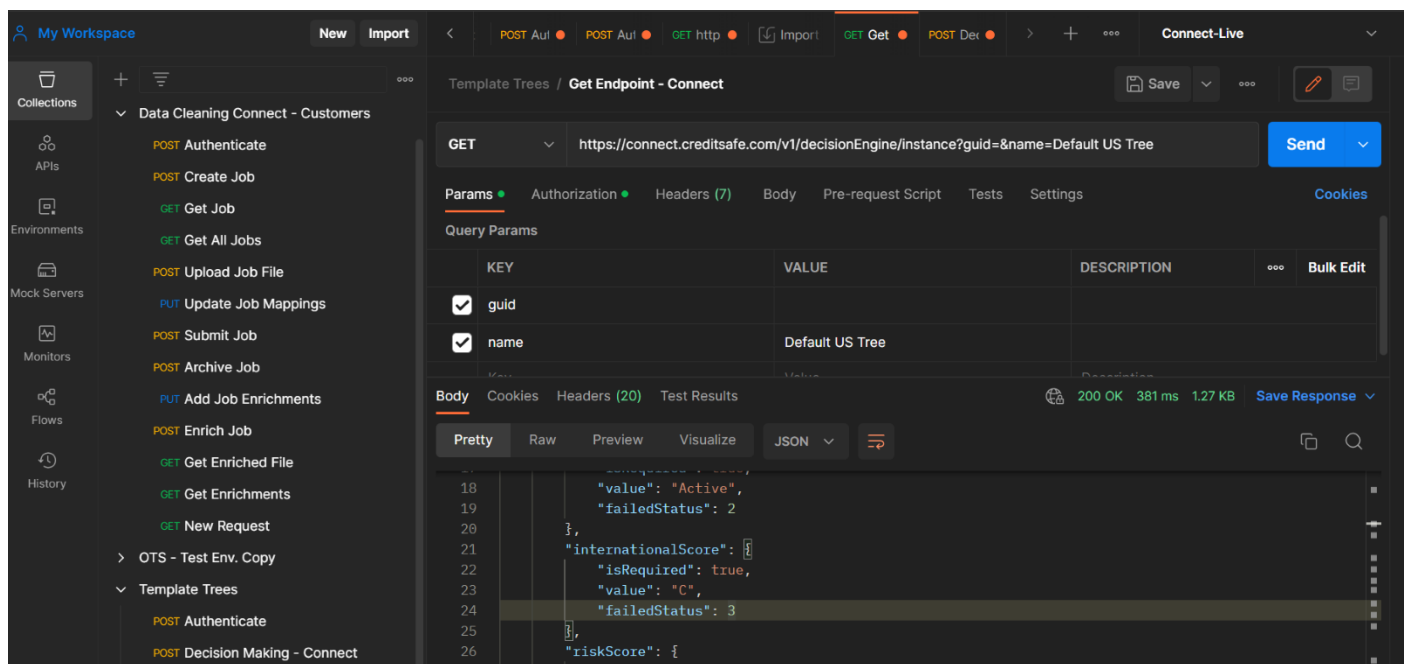 My Workspace
New
Import
POST Aut
POST Aut
GET http
Import
GET Get
POST Dec
Connect-Live
Collections
APIs
Environments
Mock Servers
Monitors
Flows
History
Data Cleaning Connect - Customers
POST Authenticate
POST Create Job
GET Get Job
GET Get All Jobs
POST Upload Job File
PUT Update Job Mappings
POST Submit Job
POST Archive Job
PUT Add Job Enrichments
POST Enrich Job
GET Get Enriched File
GET Get Enrichments
GET New Request
OTS - Test Env. Copy
Template Trees
POST Authenticate
POST Decision Making - Connect
Template Trees / Get Endpoint - Connect
Save
GET
https://connect.creditsafe.com/v1/decisionEngine/instance?guid=&name=Default US Tree
Send
Params
Authorization
Headers (7)
Body
Pre-request Script
Tests
Settings
Cookies
Query Params
KEY
VALUE
DESCRIPTION
Bulk Edit
guid
name
Default US Tree
Key
Value
Description
Body
Cookies
Headers (20)
Test Results
200 OK
381 ms
1.27 KB
Save Response
Pretty
Raw
Preview
Visualize
JSON
18 "value": "Active",
19 "failedStatus": 2
20 },
21 "internationalScore": {
22 "isRequired": true,
23 "value": "C",
24 "failedStatus": 3
25 },
26 "riskScore": {